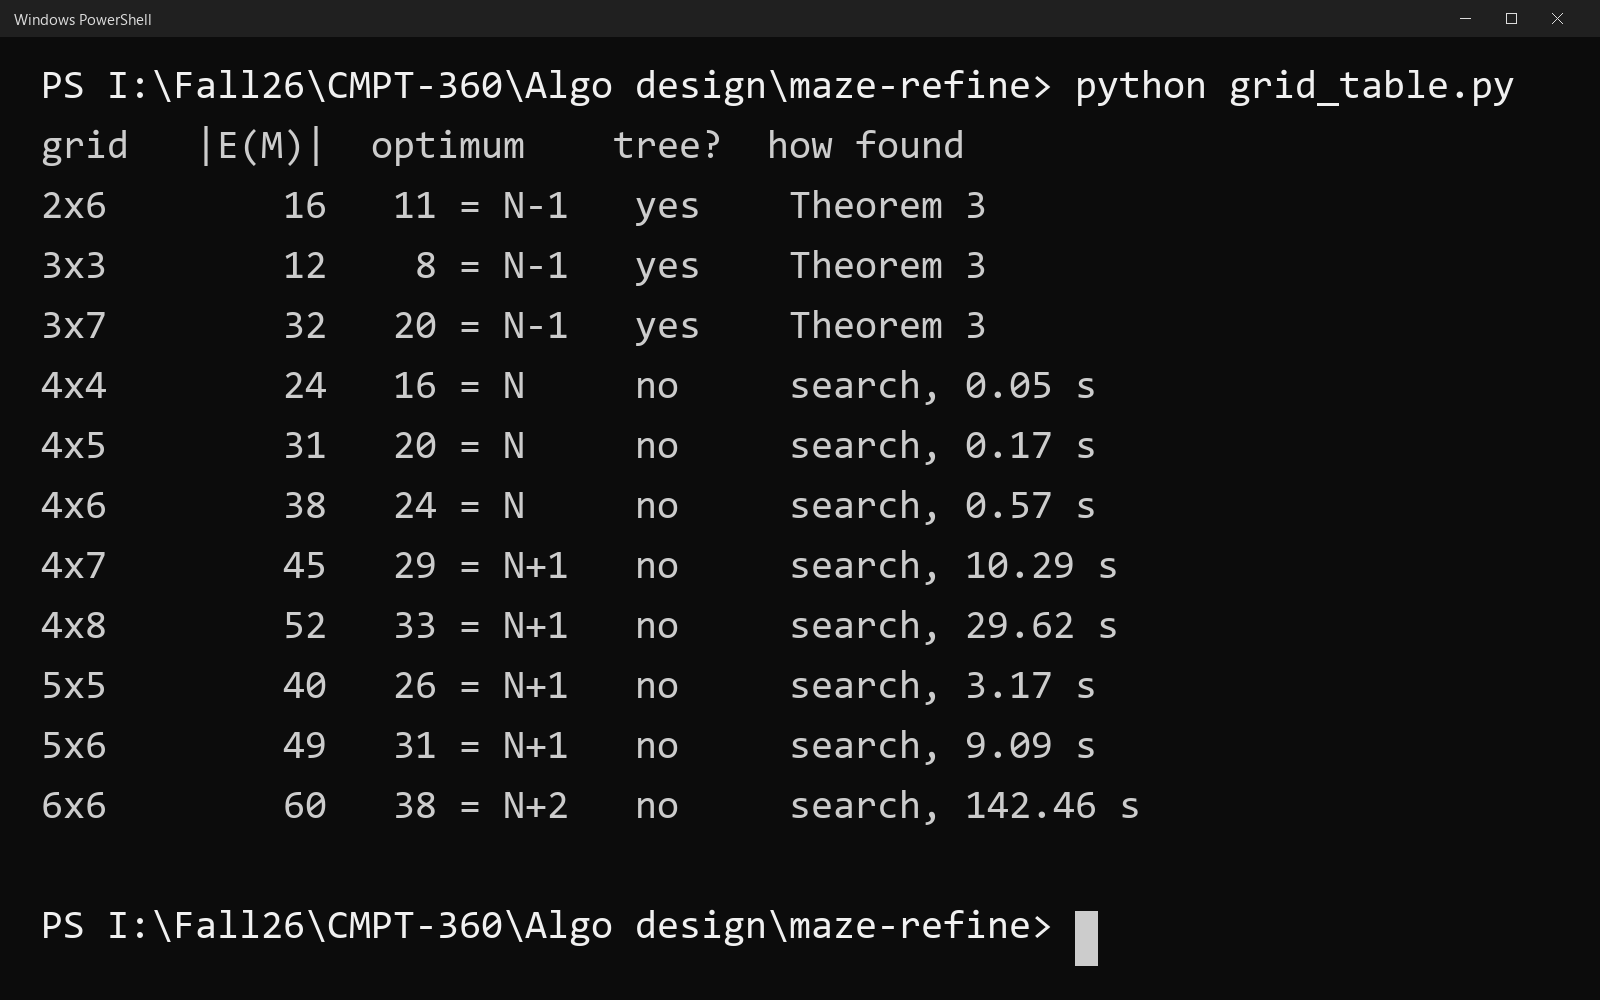 Windows PowerShell
PS I:\Fall26\CMPT-360\Algo design\maze-refine> python grid_table.py
grid   |E(M)|  optimum    tree?  how found
2x6        16   11 = N-1   yes    Theorem 3
3x3        12    8 = N-1   yes    Theorem 3
3x7        32   20 = N-1   yes    Theorem 3
4x4        24   16 = N     no     search, 0.05 s
4x5        31   20 = N     no     search, 0.17 s
4x6        38   24 = N     no     search, 0.57 s
4x7        45   29 = N+1   no     search, 10.29 s
4x8        52   33 = N+1   no     search, 29.62 s
5x5        40   26 = N+1   no     search, 3.17 s
5x6        49   31 = N+1   no     search, 9.09 s
6x6        60   38 = N+2   no     search, 142.46 s
PS I:\Fall26\CMPT-360\Algo design\maze-refine>